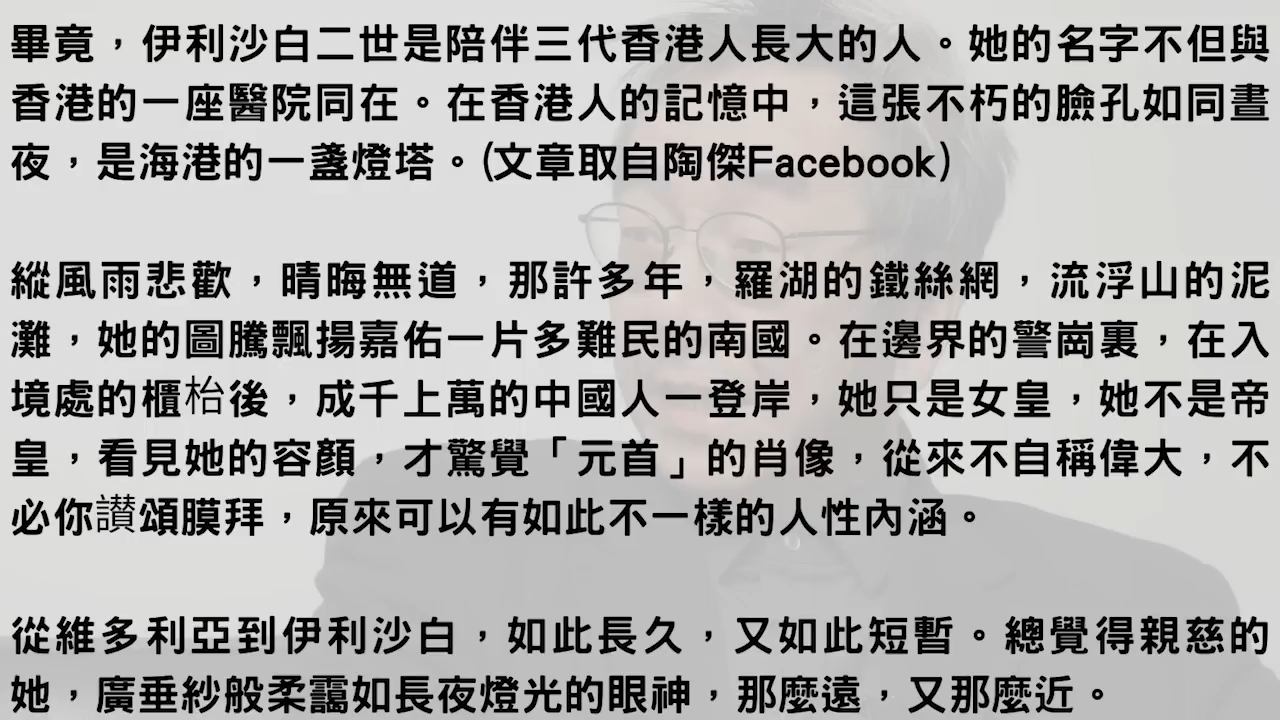 畢竟，伊利沙白二世是陪伴三代香港人長大的人。她的名字不但與
香港的一座醫院同在。在香港人的記憶中，這張不朽的臉孔如同晝
夜，是海港的一盞燈塔。(文章取自陶傑Facebook)
縱風雨悲歡，晴晦無道，那許多年，羅湖的鐵絲網，流浮山的泥
灘，她的圖騰飄揚嘉佑一片多難民的南國。在邊界的警崗裏，在入
境處的櫃枱後，成千上萬的中國人一登岸，她只是女皇，她不是帝
皇，看見她的容顏，才驚覺「元首」的肖像，從來不自稱偉大，不
必你讃頌膜拜，原來可以有如此不一樣的人性內涵。
從維多利亞到伊利沙白，如此長久，又如此短暫。總覺得親慈的
她，廣垂紗般柔靄如長夜燈光的眼神，那麼遠，又那麼近。